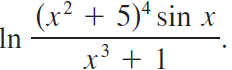 ln (x² + 5)⁴ sin x / x³ + 1.